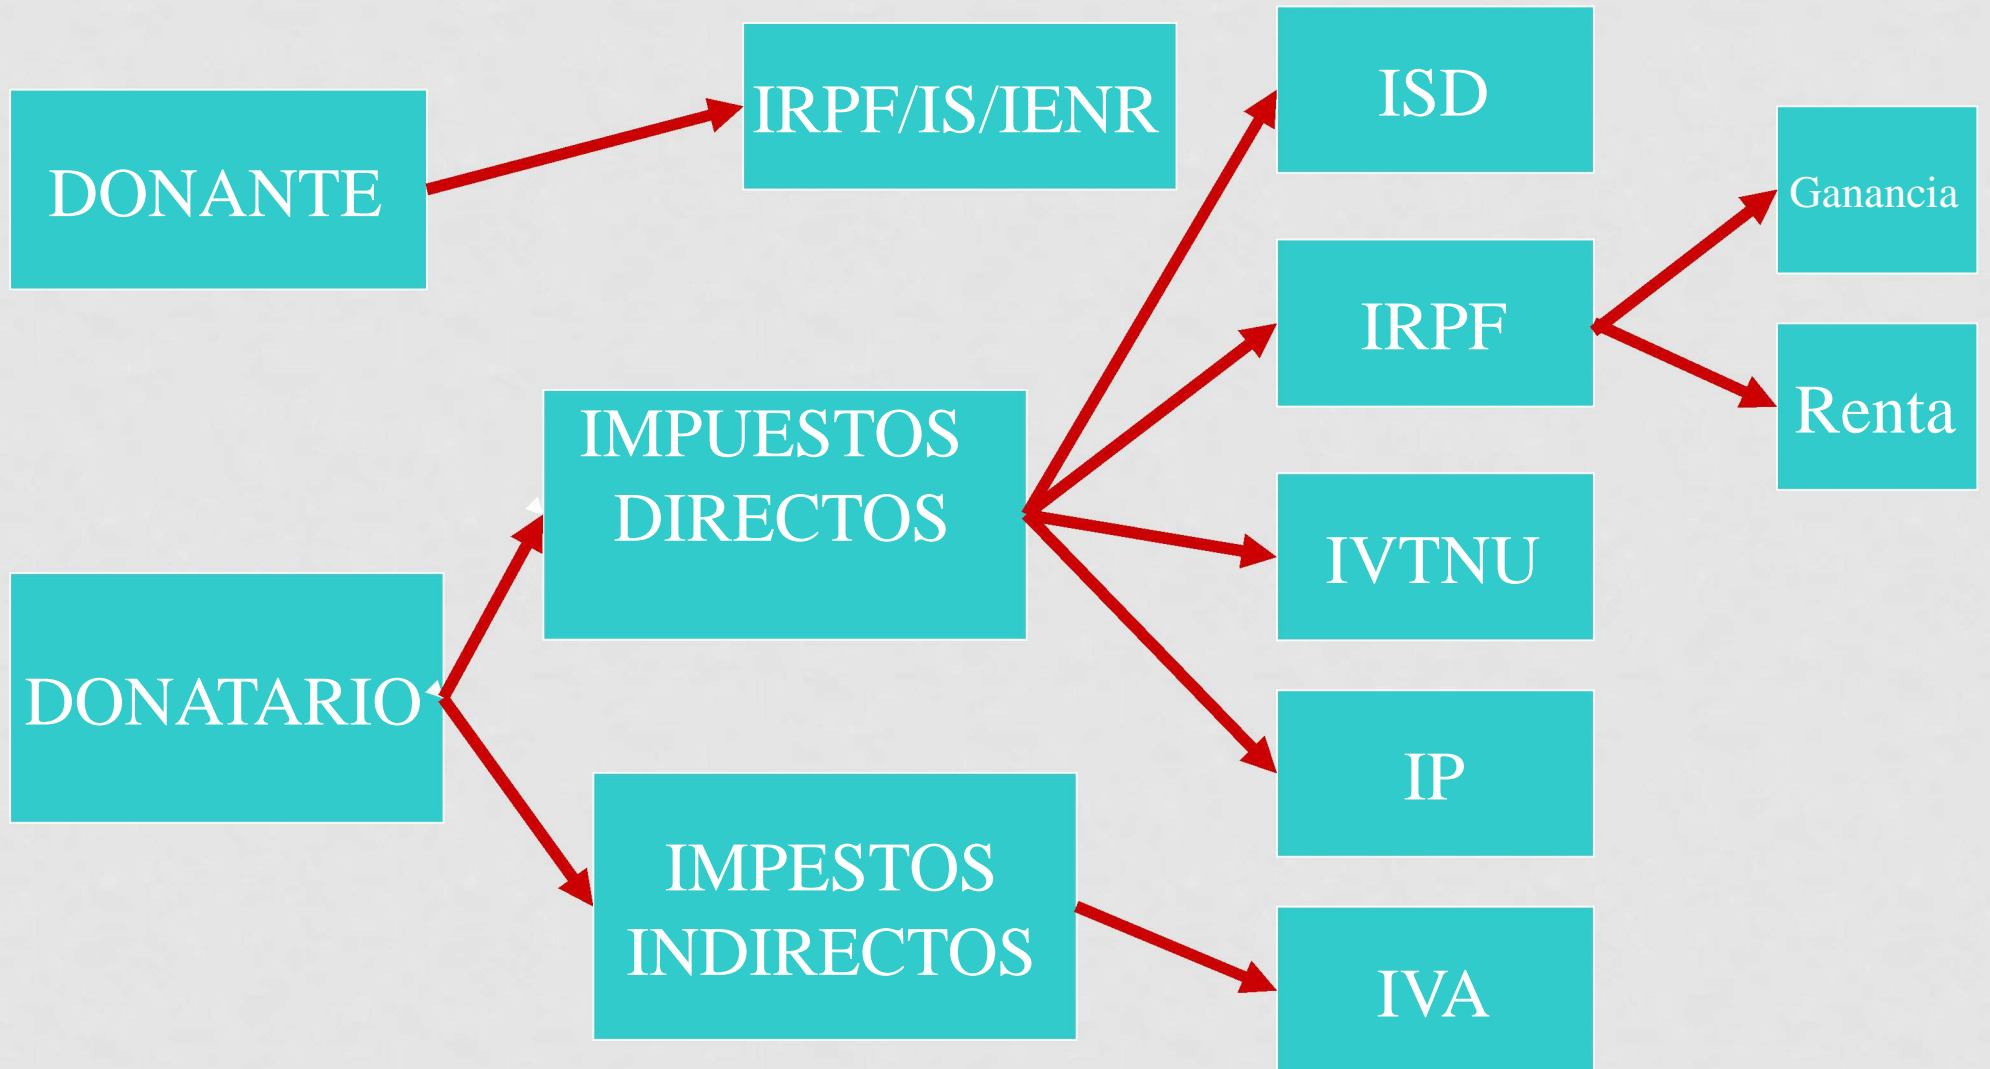 DONANTE
IRPF/IS/IENR
ISD
Ganancia
IRPF
Renta
IMPUESTOS
DIRECTOS
IVTNU
DONATARIO
IP
IMPESTOS
INDIRECTOS
IVA